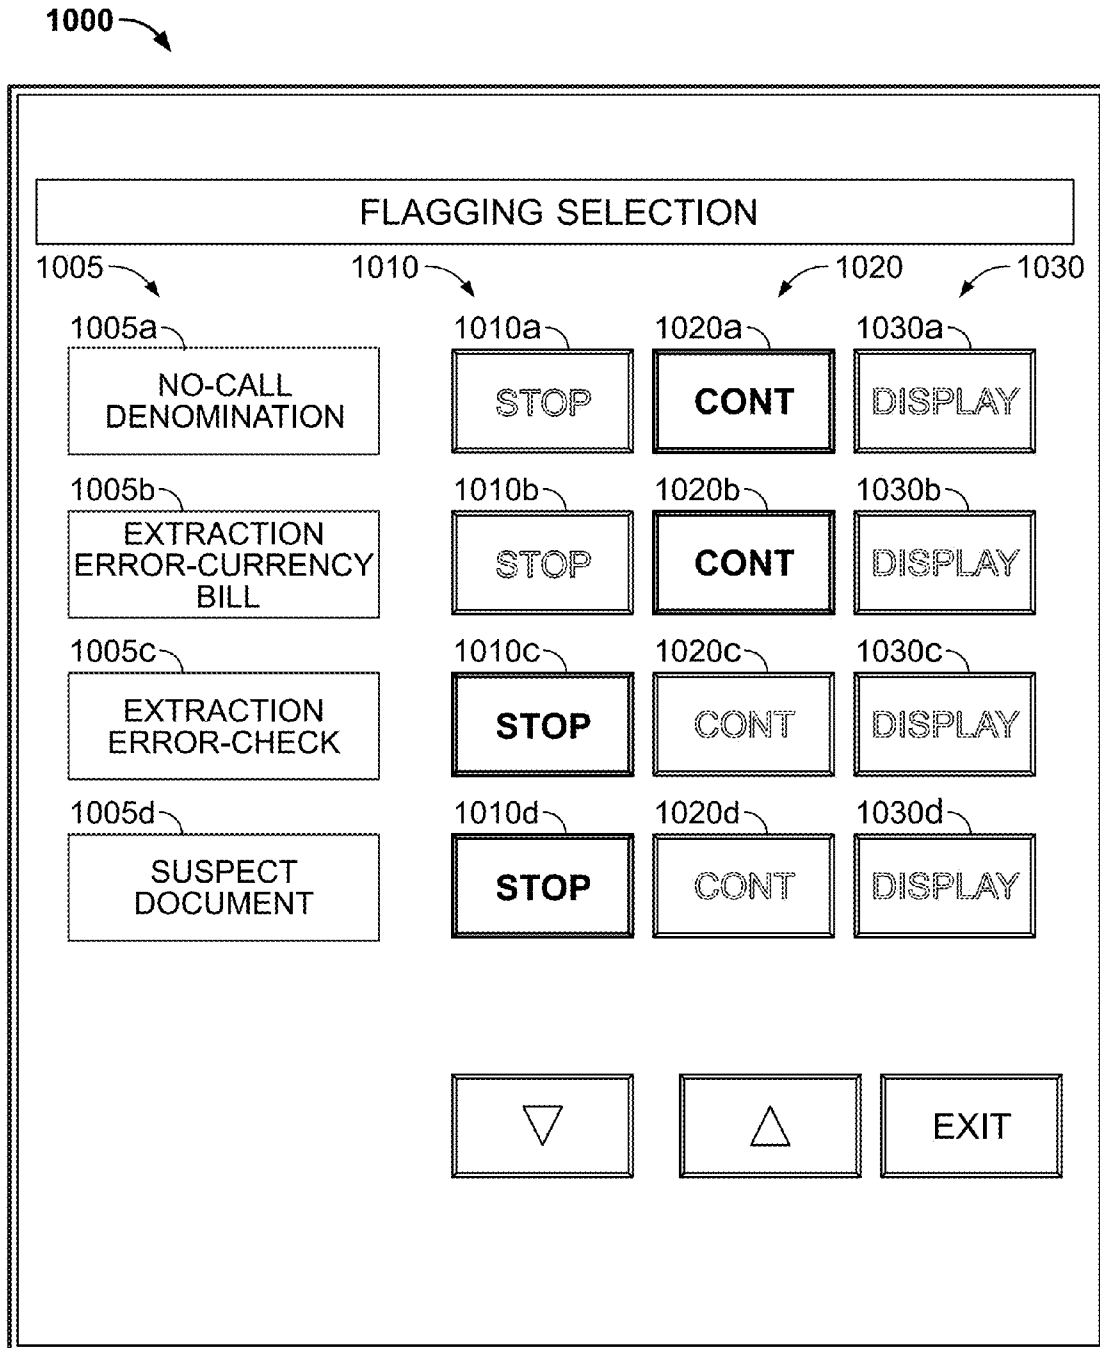 1000
FLAGGING SELECTION
1005 1010 1020 1030
1005a 1010a 1020a 1030a
NO-CALL
DENOMINATION
STOP CONT DISPLAY
1005b 1010b 1020b 1030b
EXTRACTION
ERROR-CURRENCY
BILL
STOP CONT DISPLAY
1005c 1010c 1020c 1030c
EXTRACTION
ERROR-CHECK
STOP CONT DISPLAY
1005d 1010d 1020d 1030d
SUSPECT
DOCUMENT
STOP CONT DISPLAY
EXIT